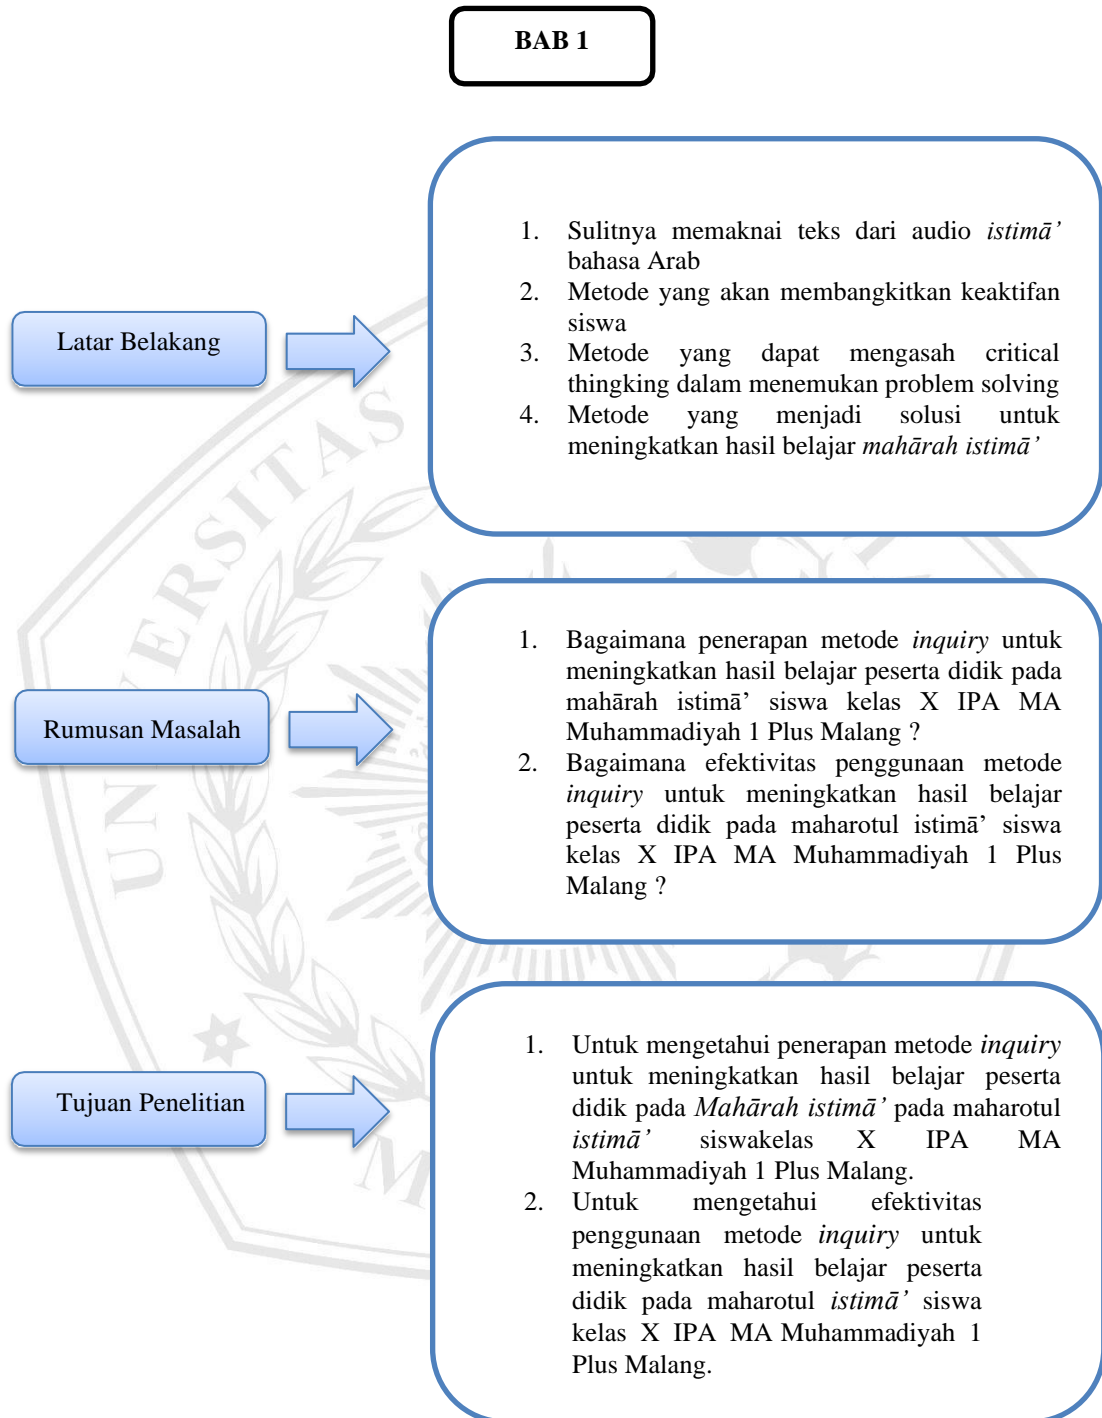 BAB 1
Latar Belakang
1. Sulitnya memaknai teks dari audio istimā’
bahasa Arab
2. Metode yang akan membangkitkan keaktifan
siswa
3. Metode yang dapat mengasah critical
thingking dalam menemukan problem solving
4. Metode yang menjadi solusi untuk
meningkatkan hasil belajar mahārah istimā’
Rumusan Masalah
1. Bagaimana penerapan metode inquiry untuk
meningkatkan hasil belajar peserta didik pada
mahārah istimā’ siswa kelas X IPA MA
Muhammadiyah 1 Plus Malang ?
2. Bagaimana efektivitas penggunaan metode
inquiry untuk meningkatkan hasil belajar
peserta didik pada maharotul istimā’ siswa
kelas X IPA MA Muhammadiyah 1 Plus
Malang ?
Tujuan Penelitian
1. Untuk mengetahui penerapan metode inquiry
untuk meningkatkan hasil belajar peserta
didik pada Mahārah istimā’ pada maharotul
istimā’ siswakelas X IPA MA
Muhammadiyah 1 Plus Malang.
2. Untuk mengetahui efektivitas
penggunaan metode inquiry untuk
meningkatkan hasil belajar peserta
didik pada maharotul istimā’ siswa
kelas X IPA MA Muhammadiyah 1
Plus Malang.
UNIVERSITAS
M